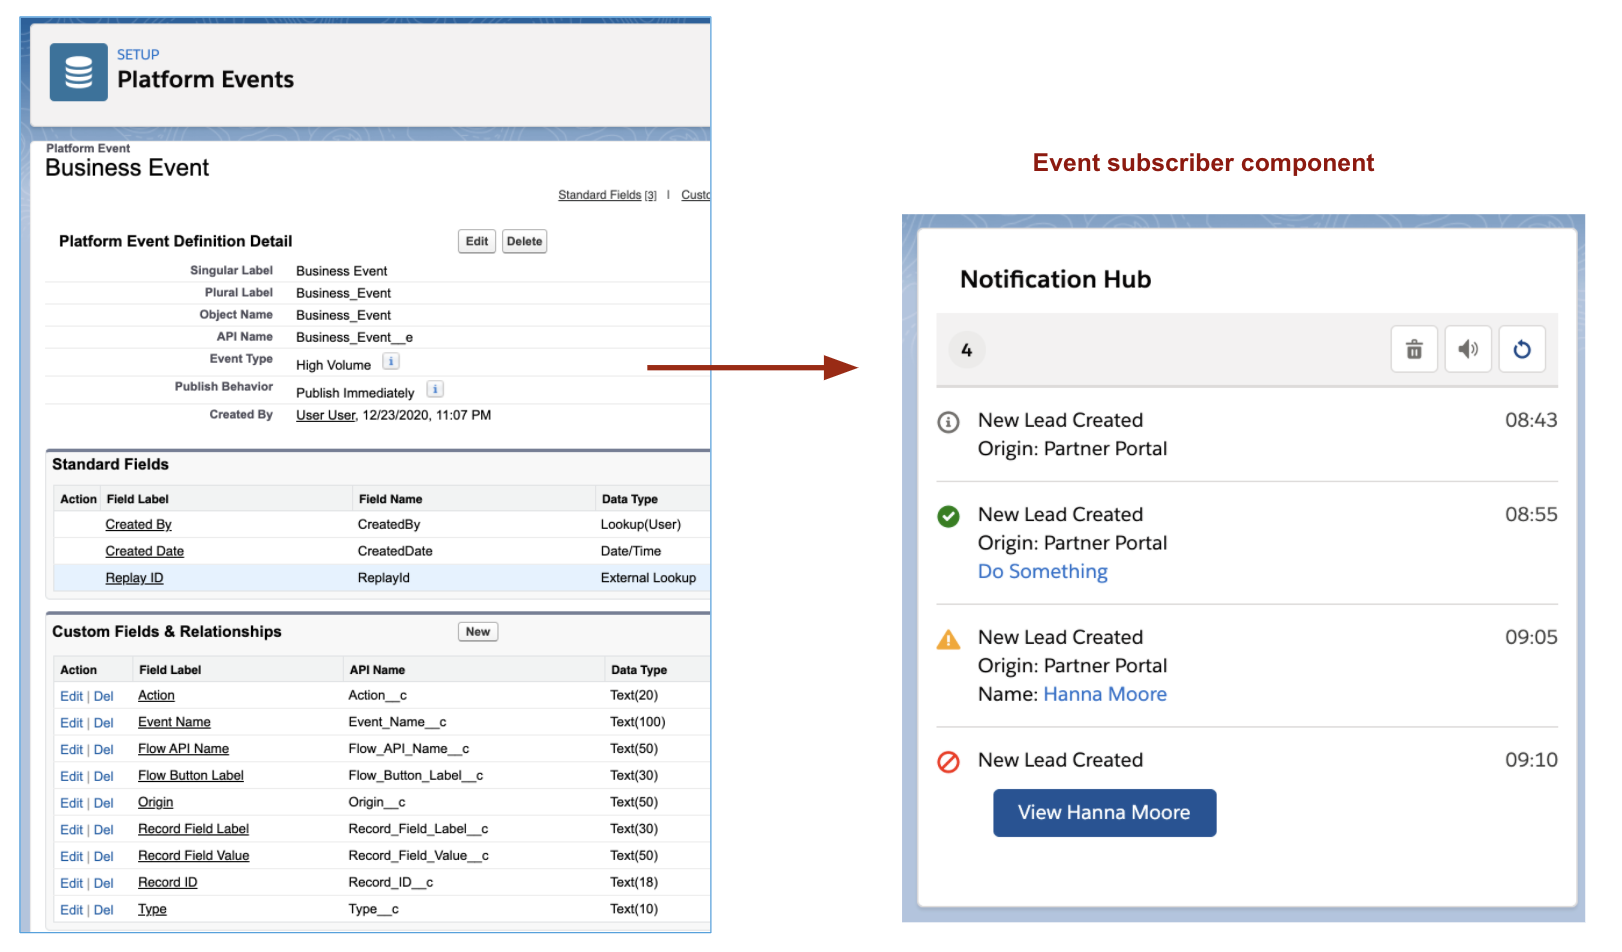 SETUP
Platform Events
Platform Event
Business Event
Standard Fields [3] |
Platform Event Definition Detail Edit Delete
Singular Label Business Event
Plural Label Business_Event
Object Name Business_Event
API Name Business_Event__e
Event Type High Volume i
Publish Behavior Publish Immediately i
Created By User User, 12/23/2020, 11:07 PM
Standard Fields
Action Field Label Field Name Data Type
Created By CreatedBy Lookup(User)
Created Date CreatedDate Date/Time
Replay ID ReplayId External Lookup
Custom Fields & Relationships New
Action Field Label API Name Data Type
Edit | Del Action Action__c Text(20)
Edit | Del Event Name Event_Name__c Text(100)
Edit | Del Flow API Name Flow_API_Name__c Text(50)
Edit | Del Flow Button Label Flow_Button_Label__c Text(30)
Edit | Del Origin Origin__c Text(50)
Edit | Del Record Field Label Record_Field_Label__c Text(30)
Edit | Del Record Field Value Record_Field_Value__c Text(50)
Edit | Del Record ID Record_ID__c Text(18)
Edit | Del Type Type__c Text(10)
Event subscriber component
Notification Hub
4
New Lead Created 08:43
Origin: Partner Portal
New Lead Created 08:55
Origin: Partner Portal
Do Something
New Lead Created 09:05
Origin: Partner Portal
Name: Hanna Moore
New Lead Created 09:10
View Hanna Moore